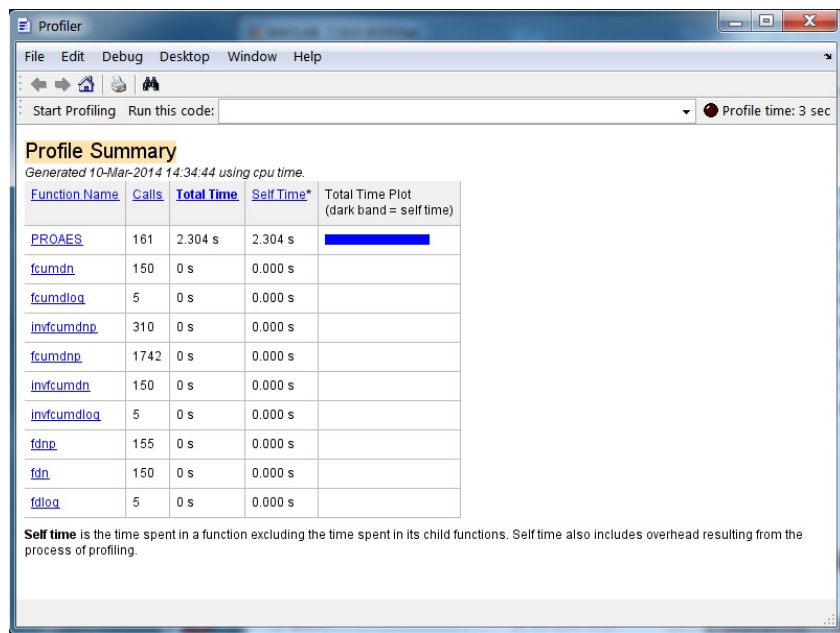 Profiler
File Edit Debug Desktop Window Help
Start Profiling Run this code: Profile time: 3 sec
Profile Summary
Generated 10-Mar-2014 14:34:44 using cpu time.
Function Name Calls Total Time Self Time* Total Time Plot
(dark band = self time)
PROAES 161 2.304 s 2.304 s
fcumdn 150 0 s 0.000 s
fcumdlog 5 0 s 0.000 s
invfcumdnp 310 0 s 0.000 s
fcumdnp 1742 0 s 0.000 s
invfcumdn 150 0 s 0.000 s
invfcumdlog 5 0 s 0.000 s
fdnp 155 0 s 0.000 s
fdn 150 0 s 0.000 s
fdlog 5 0 s 0.000 s
Self time is the time spent in a function excluding the time spent in its child functions. Self time also includes overhead resulting from the
process of profiling.